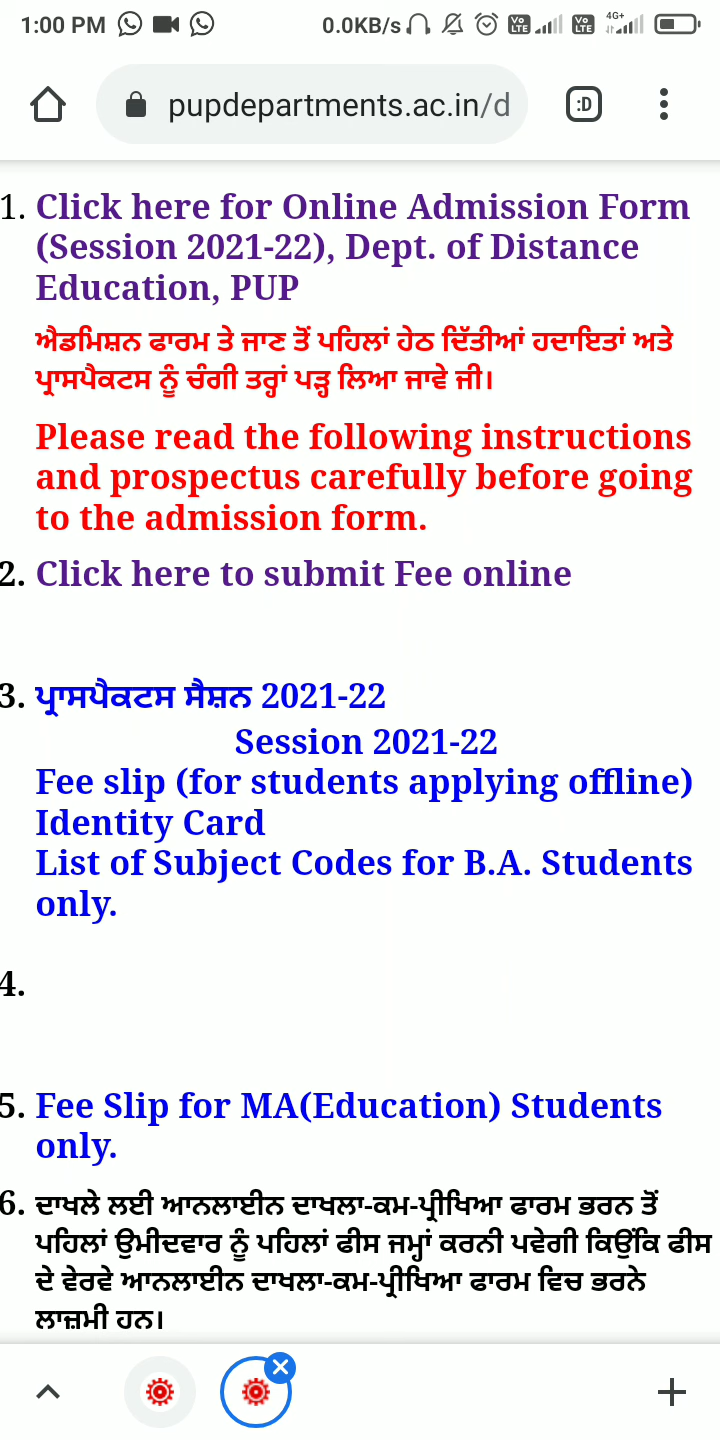 1:00 PM 0.0KB/s Vo LTE Vo LTE 4G+
pupdepartments.ac.in/d :D
1. Click here for Online Admission Form
(Session 2021-22), Dept. of Distance
Education, PUP
ਐਡਮਿਸ਼ਨ ਫਾਰਮ ਤੇ ਜਾਣ ਤੋਂ ਪਹਿਲਾਂ ਹੇਠ ਦਿੱਤੀਆਂ ਹਦਾਇਤਾਂ ਅਤੇ
ਪ੍ਰਾਸਪੈਕਟਸ ਨੂੰ ਚੰਗੀ ਤਰ੍ਹਾਂ ਪੜ੍ਹ ਲਿਆ ਜਾਵੇ ਜੀ।
Please read the following instructions
and prospectus carefully before going
to the admission form.
2. Click here to submit Fee online
3. ਪ੍ਰਾਸਪੈਕਟਸ ਸੈਸ਼ਨ 2021-22
Session 2021-22
Fee slip (for students applying offline)
Identity Card
List of Subject Codes for B.A. Students
only.
4.
5. Fee Slip for MA(Education) Students
only.
6. ਦਾਖਲੇ ਲਈ ਆਨਲਾਈਨ ਦਾਖਲਾ-ਕਮ-ਪ੍ਰੀਖਿਆ ਫਾਰਮ ਭਰਨ ਤੋਂ
ਪਹਿਲਾਂ ਉਮੀਦਵਾਰ ਨੂੰ ਪਹਿਲਾਂ ਫੀਸ ਜਮ੍ਹਾਂ ਕਰਨੀ ਪਵੇਗੀ ਕਿਉਂਕਿ ਫੀਸ
ਦੇ ਵੇਰਵੇ ਆਨਲਾਈਨ ਦਾਖਲਾ-ਕਮ-ਪ੍ਰੀਖਿਆ ਫਾਰਮ ਵਿਚ ਭਰਨੇ
ਲਾਜ਼ਮੀ ਹਨ।